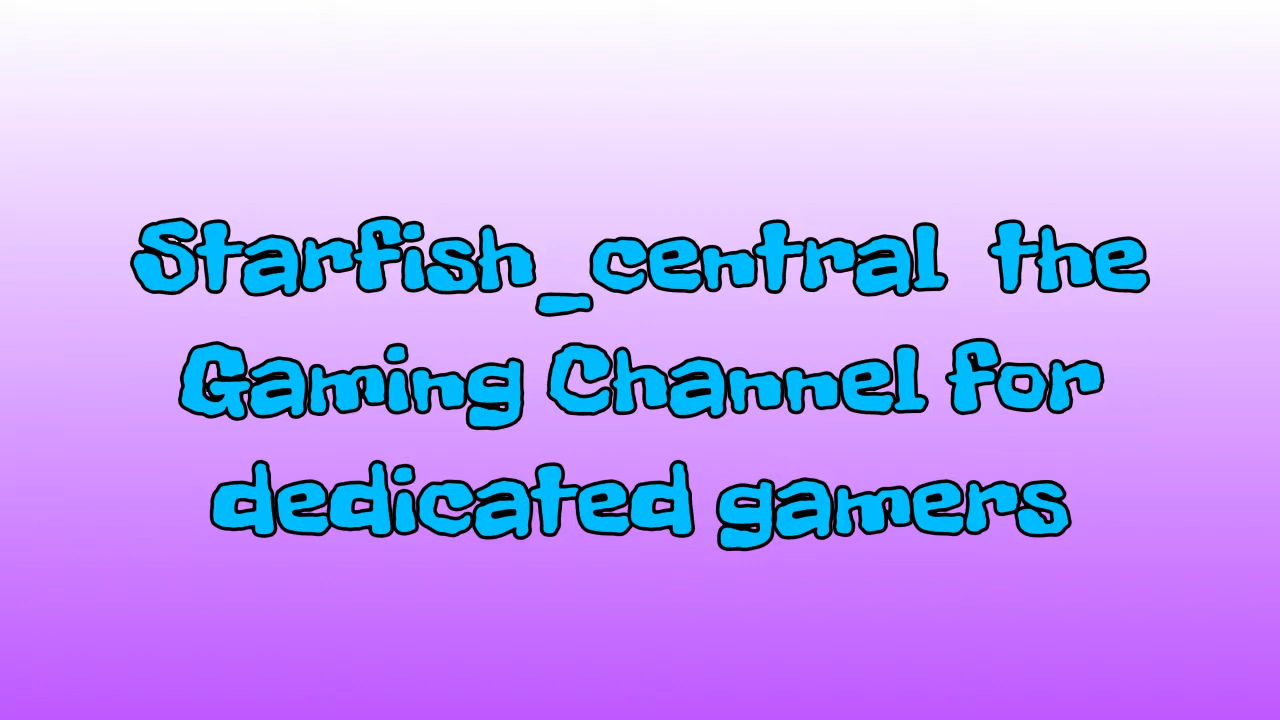 Starfish_central  the
Gaming Channel for
dedicated gamers